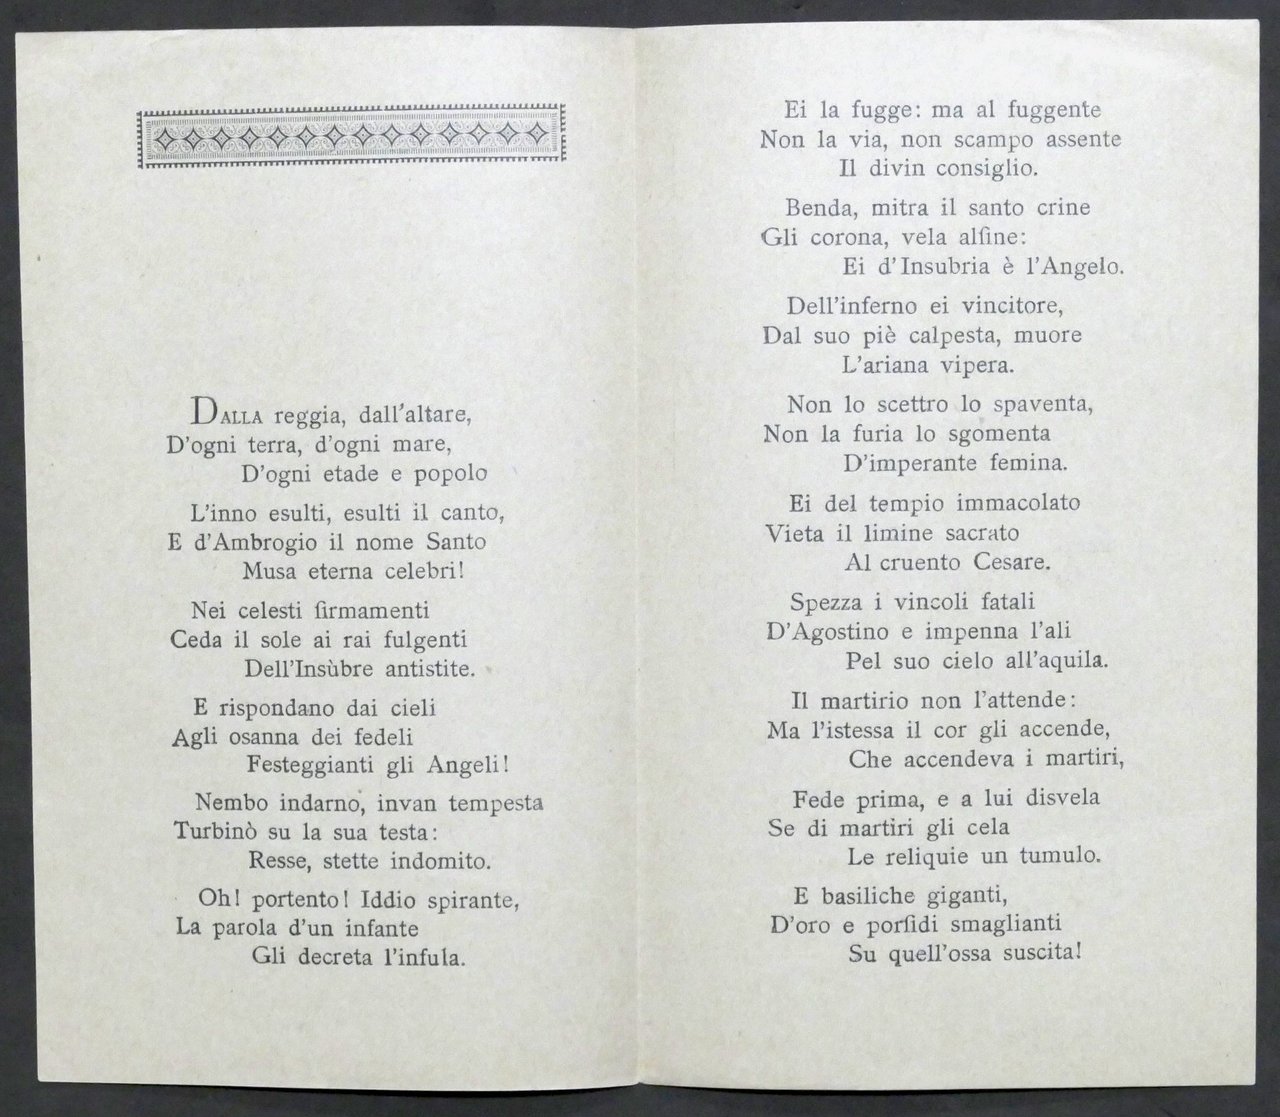 DALLA reggia, dall'altare,
D'ogni terra, d'ogni mare,
D'ogni etade e popolo
L'inno esulti, esulti il canto,
E d'Ambrogio il nome Santo
Musa eterna celebri!
Nei celesti firmamenti
Ceda il sole ai rai fulgenti
Dell'Insùbre antistite.
E rispondano dai cieli
Agli osanna dei fedeli
Festeggianti gli Angeli!
Nembo indarno, invan tempesta
Turbinò su la sua testa:
Resse, stette indomito.
Oh! portento! Iddio spirante,
La parola d'un infante
Gli decreta l'infula.
Ei la fugge: ma al fuggente
Non la via, non scampo assente
Il divin consiglio.
Benda, mitra il santo crine
Gli corona, vela alfine:
Ei d'Insubria è l'Angelo.
Dell'inferno ei vincitore,
Dal suo piè calpesta, muore
L'ariana vipera.
Non lo scettro lo spaventa,
Non la furia lo sgomenta
D'imperante femina.
Ei del tempio immacolato
Vieta il limine sacrato
Al cruento Cesare.
Spezza i vincoli fatali
D'Agostino e impenna l'ali
Pel suo cielo all'aquila.
Il martirio non l'attende:
Ma l'istessa il cor gli accende,
Che accendeva i martiri,
Fede prima, e a lui disvela
Se di martiri gli cela
Le reliquie un tumulo.
E basiliche giganti,
D'oro e porfidi smaglianti
Su quell'ossa suscita!